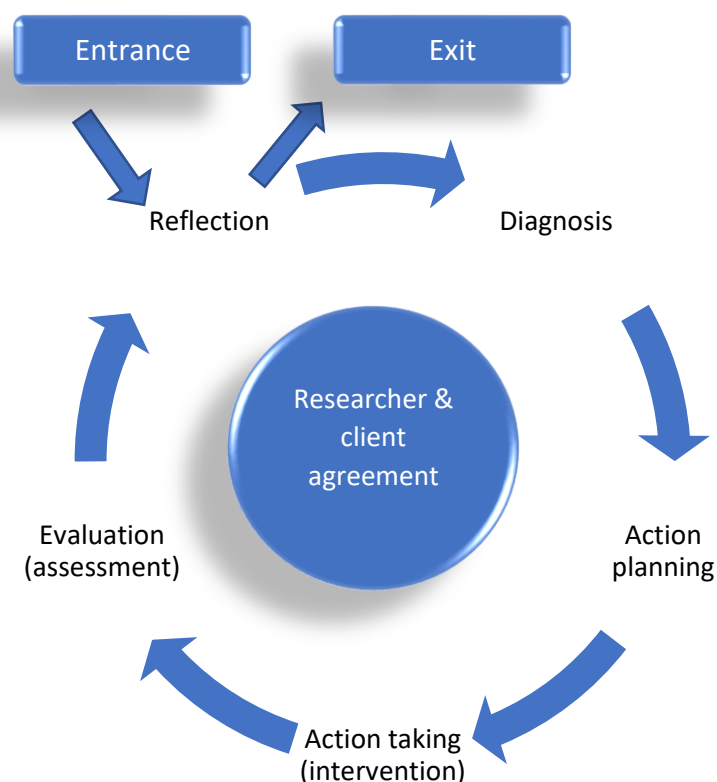 Entrance
Exit
Reflection
Diagnosis
Researcher &
client
agreement
Evaluation
(assessment)
Action
planning
Action taking
(intervention)